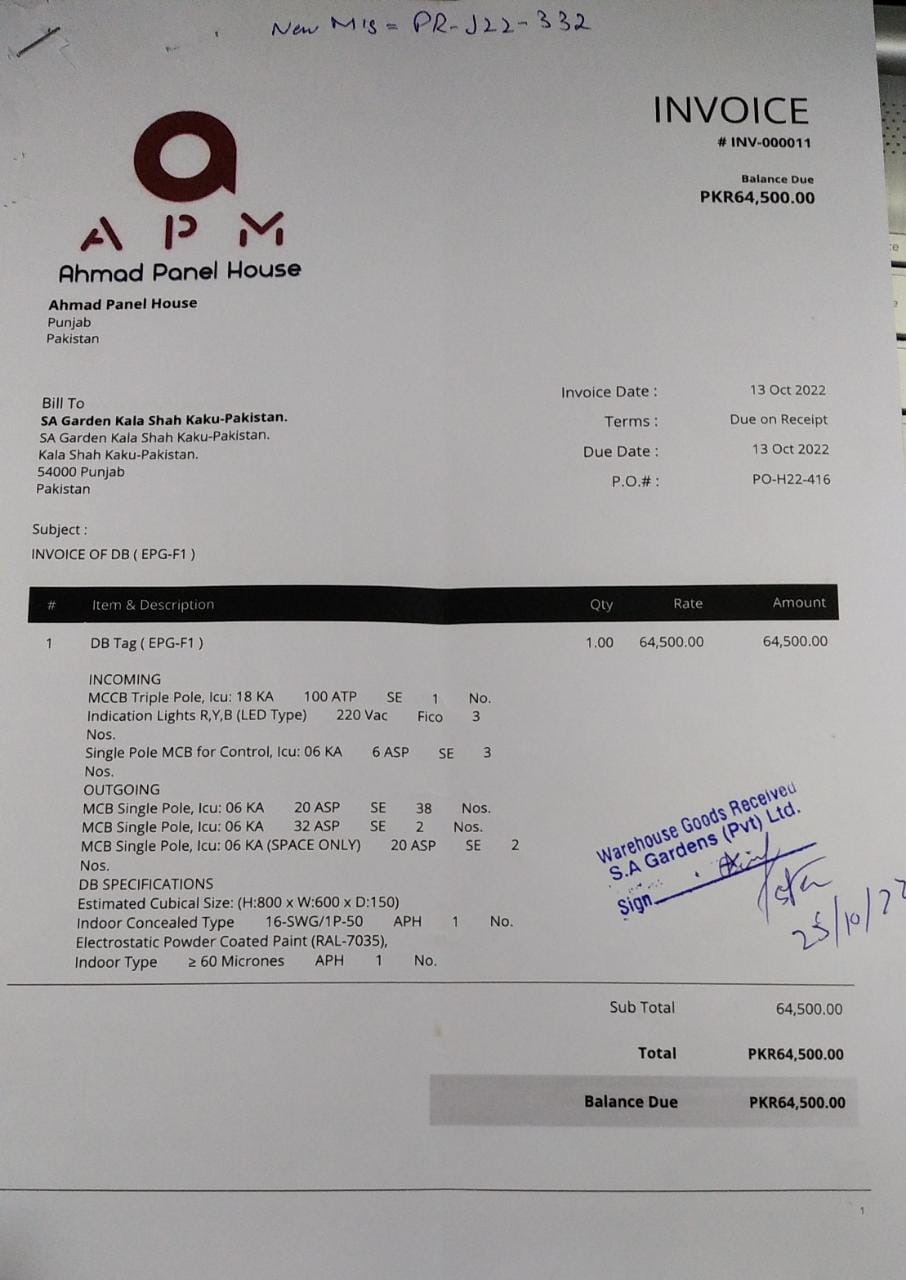 New Mis = PR-J22-332
INVOICE
# INV-000011
Balance Due
PKR64,500.00
APM
Ahmad Panel House
Ahmad Panel House
Punjab
Pakistan
Bill To
SA Garden Kala Shah Kaku-Pakistan.
SA Garden Kala Shah Kaku-Pakistan.
Kala Shah Kaku-Pakistan.
54000 Punjab
Pakistan
Invoice Date : 13 Oct 2022
Terms : Due on Receipt
Due Date : 13 Oct 2022
P.O.# : PO-H22-416
Subject :
INVOICE OF DB ( EPG-F1 )
# Item & Description Qty Rate Amount
1 DB Tag ( EPG-F1 ) 1.00 64,500.00 64,500.00
INCOMING
MCCB Triple Pole, Icu: 18 KA 100 ATP SE 1 No.
Indication Lights R,Y,B (LED Type) 220 Vac Fico 3
Nos.
Single Pole MCB for Control, Icu: 06 KA 6 ASP SE 3
Nos.
OUTGOING
MCB Single Pole, Icu: 06 KA 20 ASP SE 38 Nos.
MCB Single Pole, Icu: 06 KA 32 ASP SE 2 Nos.
MCB Single Pole, Icu: 06 KA (SPACE ONLY) 20 ASP SE 2
Nos.
DB SPECIFICATIONS
Estimated Cubical Size: (H:800 x W:600 x D:150)
Indoor Concealed Type 16-SWG/1P-50 APH 1 No.
Electrostatic Powder Coated Paint (RAL-7035),
Indoor Type ≥ 60 Micrones APH 1 No.
Warehouse Goods Received
S.A Gardens (Pvt) Ltd.
Sign
25/10/22
Sub Total 64,500.00
Total PKR64,500.00
Balance Due PKR64,500.00
1